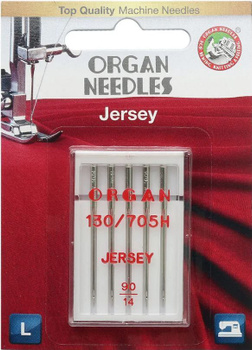 Top Quality Machine Needles
ORGAN
NEEDLES
Jersey
ORGAN
130/705H
JERSEY
90
14
L